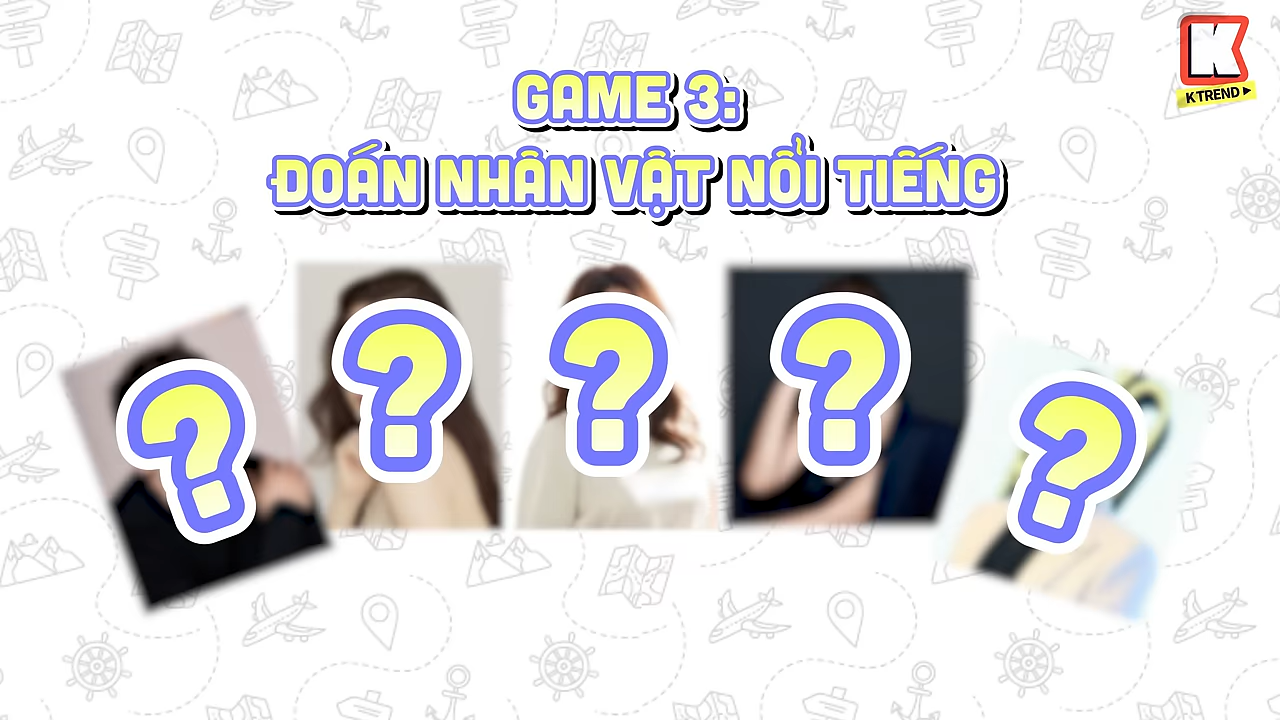 GAME 3:
ĐOÁN NHÂN VẬT NỔI TIẾNG
K
K TREND
? ? ? ? ?